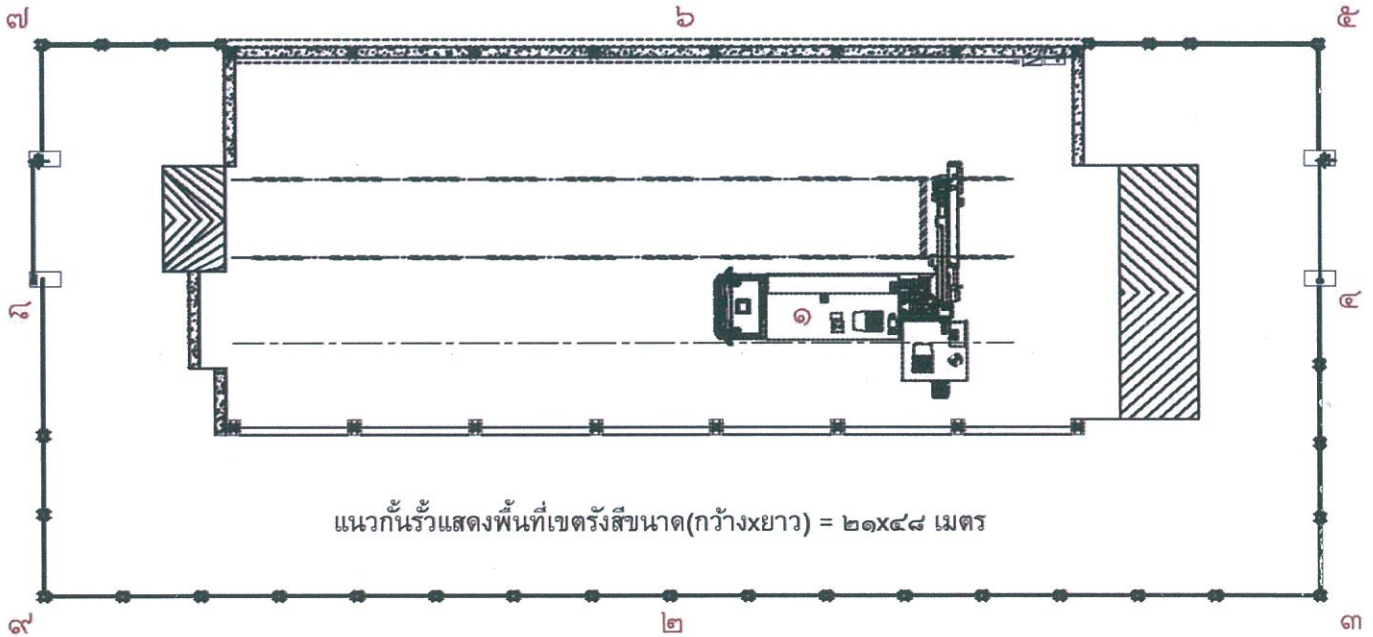 ๗ ๖ ๕
๘ ๑ ๔
แนวกั้นรั้วแสดงพื้นที่เขตรังสีขนาด(กว้างxยาว) = ๒๑x๔๘ เมตร
๙ ๒ ๓